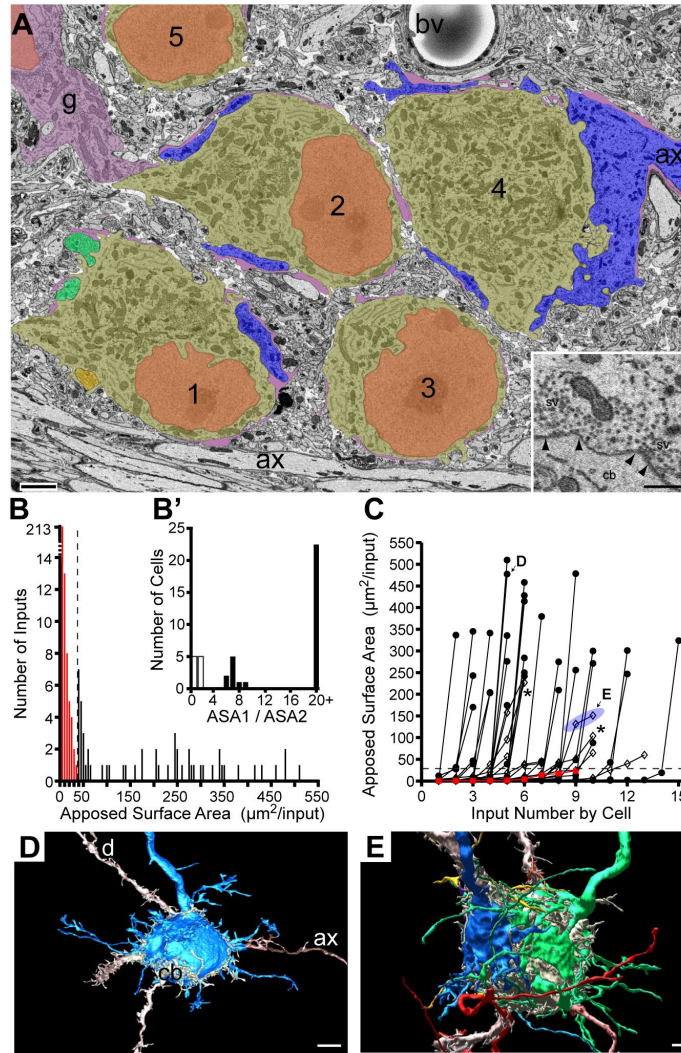 A
5
bv
g
ax
2
4
1
3
ax
sv
sv
cb
B
213
14
12
10
8
6
4
2
0
Number of Inputs
0 50 150 250 350 450 550
Apposed Surface Area (µm²/input)
B'
25
20
15
10
5
0
Number of Cells
0 4 8 12 16 20+
ASA1 / ASA2
C
550
500
450
400
350
300
250
200
150
100
50
0
Apposed Surface Area
(µm²/input)
D
E
*
*
0 3 6 9 12 15
Input Number by Cell
D
d
cb
ax
E